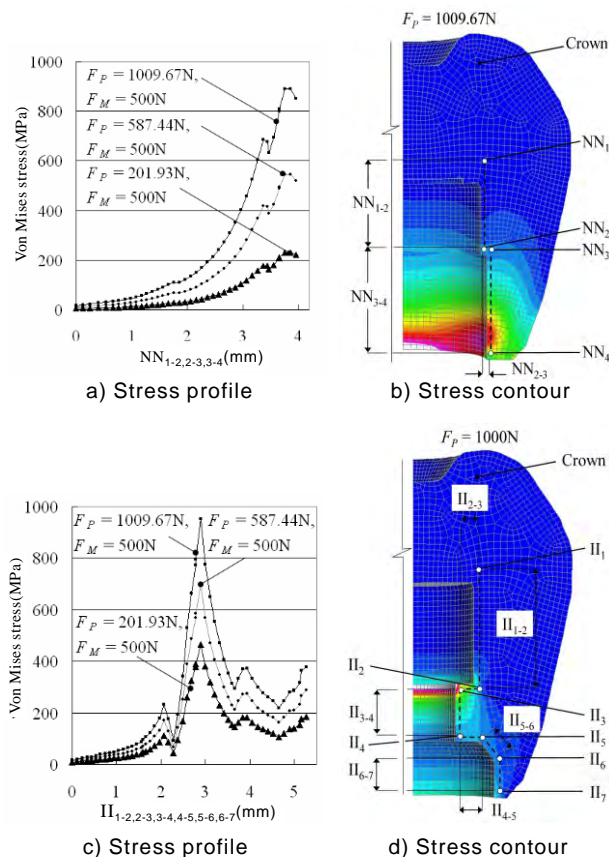 1000
800
600
400
200
0
Von Mises stress(MPa)
F_P = 1009.67N,
F_M = 500N
F_P = 587.44N,
F_M = 500N
F_P = 201.93N,
F_M = 500N
0 1 2 3 4
NN1-2,2-3,3-4(mm)
a) Stress profile
F_P = 1009.67N
Crown
NN1
NN1-2
NN2
NN3
NN3-4
NN4
NN2-3
b) Stress contour
1000
800
600
400
200
0
Von Mises stress(MPa)
F_P = 1009.67N,
F_M = 500N
F_P = 587.44N,
F_M = 500N
F_P = 201.93N,
F_M = 500N
0 1 2 3 4 5
II1-2,2-3,3-4,4-5,5-6,6-7(mm)
c) Stress profile
F_P = 1000N
Crown
II2-3
II1
II1-2
II2
II3
II3-4
II5-6
II4
II5
II6
II6-7
II7
II4-5
d) Stress contour